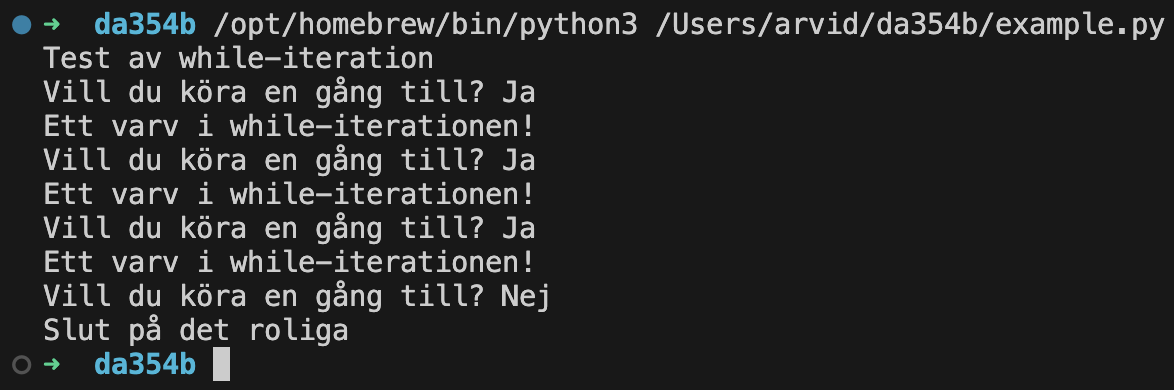 ➜ da354b /opt/homebrew/bin/python3 /Users/arvid/da354b/example.py
Test av while-iteration
Vill du köra en gång till? Ja
Ett varv i while-iterationen!
Vill du köra en gång till? Ja
Ett varv i while-iterationen!
Vill du köra en gång till? Ja
Ett varv i while-iterationen!
Vill du köra en gång till? Nej
Slut på det roliga
➜ da354b